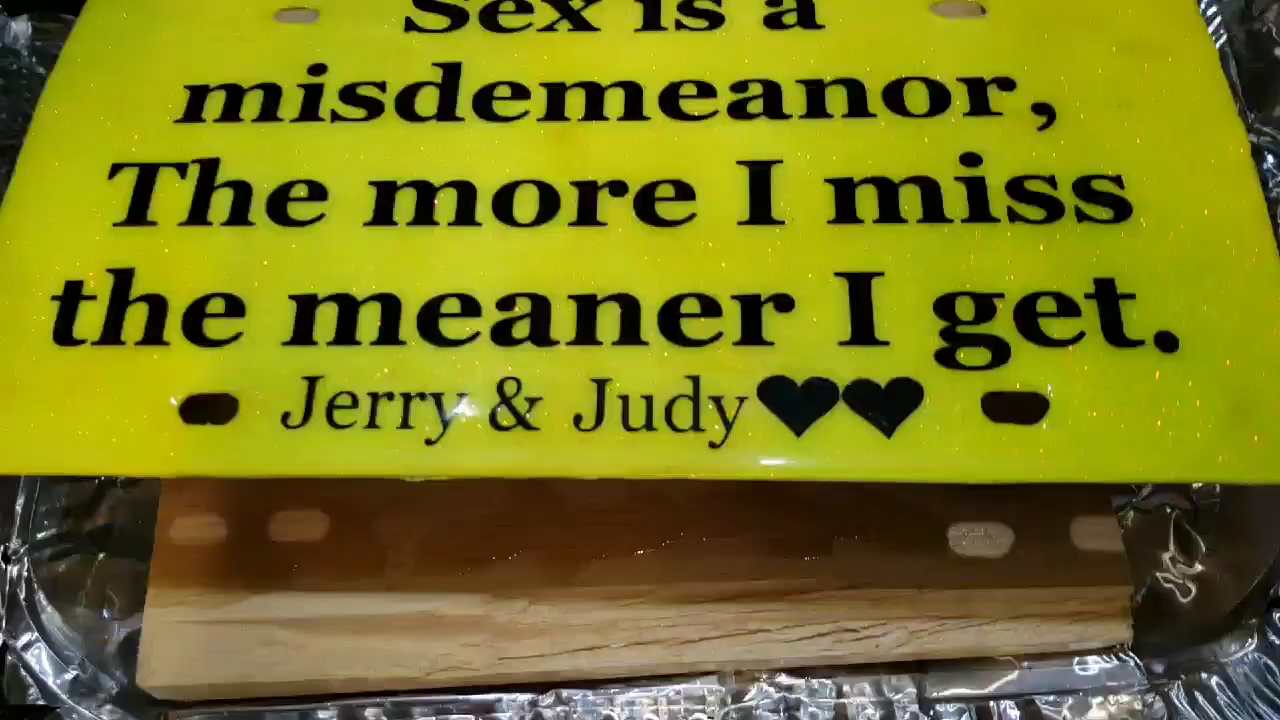 Sex is a
misdemeanor,
The more I miss
the meaner I get.
Jerry & Judy🖤🖤